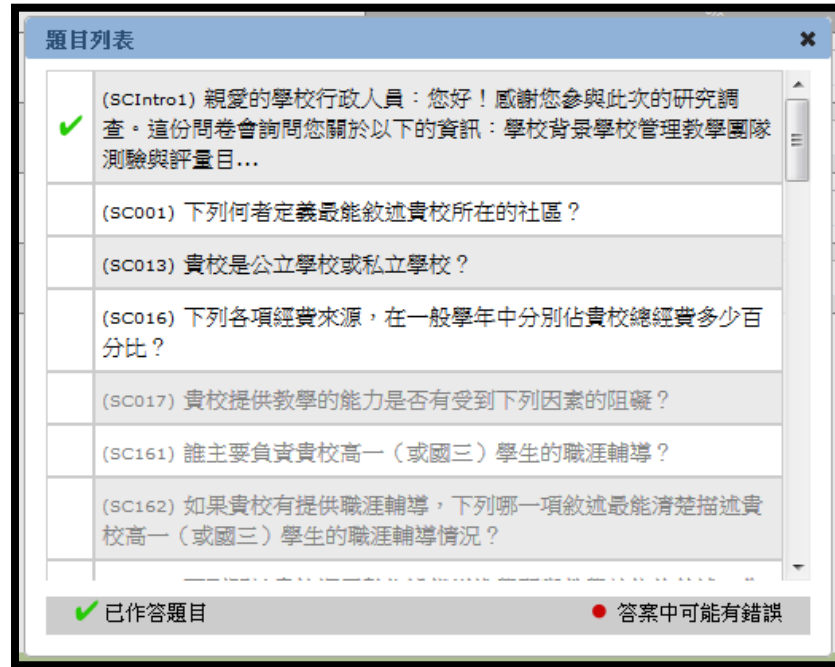 題目列表
(SCIntro1) 親愛的學校行政人員：您好！感謝您參與此次的研究調
查。這份問卷會詢問您關於以下的資訊：學校背景學校管理教學團隊
測驗與評量目...
(SC001) 下列何者定義最能敘述貴校所在的社區？
(SC013) 貴校是公立學校或私立學校？
(SC016) 下列各項經費來源，在一般學年中分別佔貴校總經費多少百
分比？
(SC017) 貴校提供教學的能力是否有受到下列因素的阻礙？
(SC161) 誰主要負責貴校高一（或國三）學生的職涯輔導？
(SC162) 如果貴校有提供職涯輔導，下列哪一項敘述最能清楚描述貴
校高一（或國三）學生的職涯輔導情況？
已作答題目
答案中可能有錯誤